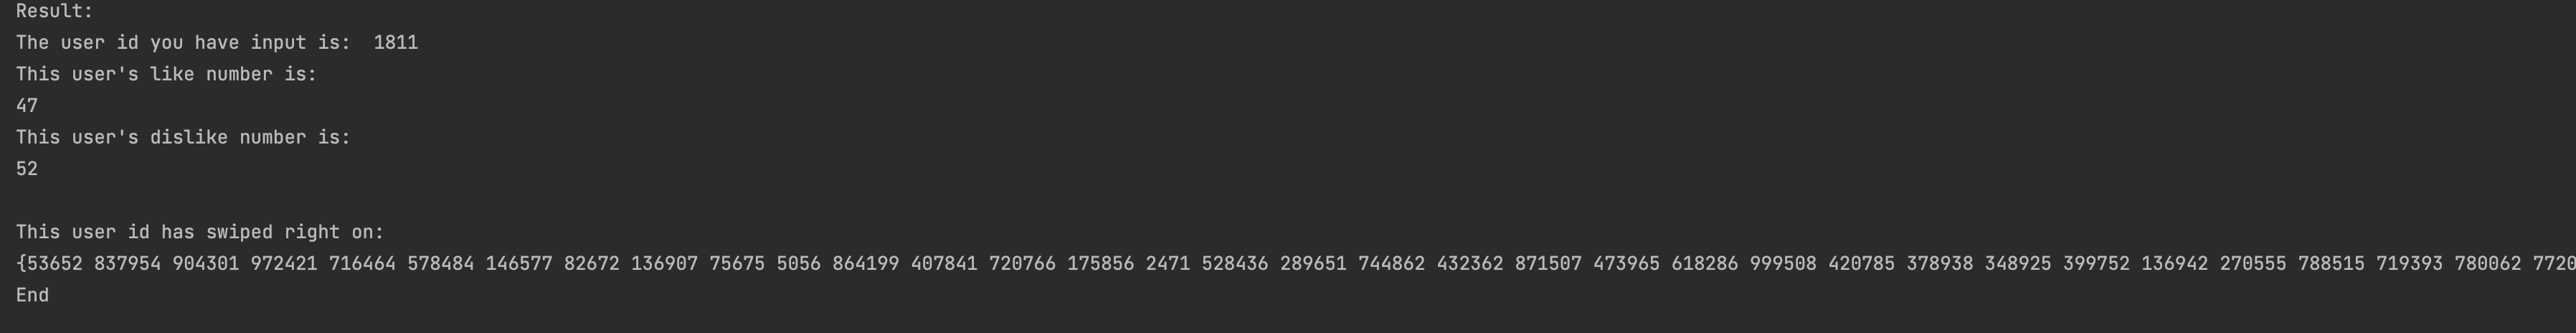 Result:
The user id you have input is:  1811
This user's like number is:
47
This user's dislike number is:
52
This user id has swiped right on:
{53652 837954 904301 972421 716464 578484 146577 82672 136907 75675 5056 864199 407841 720766 175856 2471 528436 289651 744862 432362 871507 473965 618286 999508 420785 378938 348925 399752 136942 270555 788515 719393 780062 7720
End